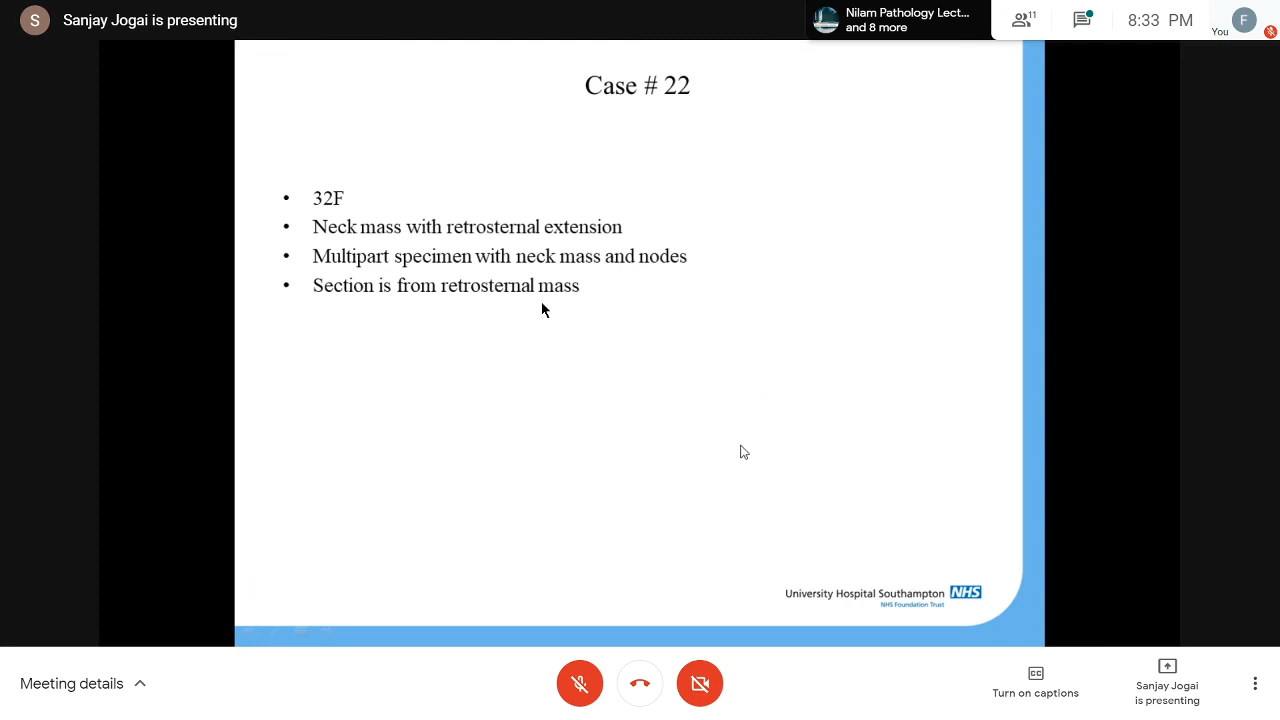 S
Sanjay Jogai is presenting
Nilam Pathology Lect...
and 8 more
11
8:33 PM
You
F
Case # 22
• 32F
• Neck mass with retrosternal extension
• Multipart specimen with neck mass and nodes
• Section is from retrosternal mass
University Hospital Southampton NHS
NHS Foundation Trust
Meeting details
CC
Turn on captions
Sanjay Jogai
is presenting